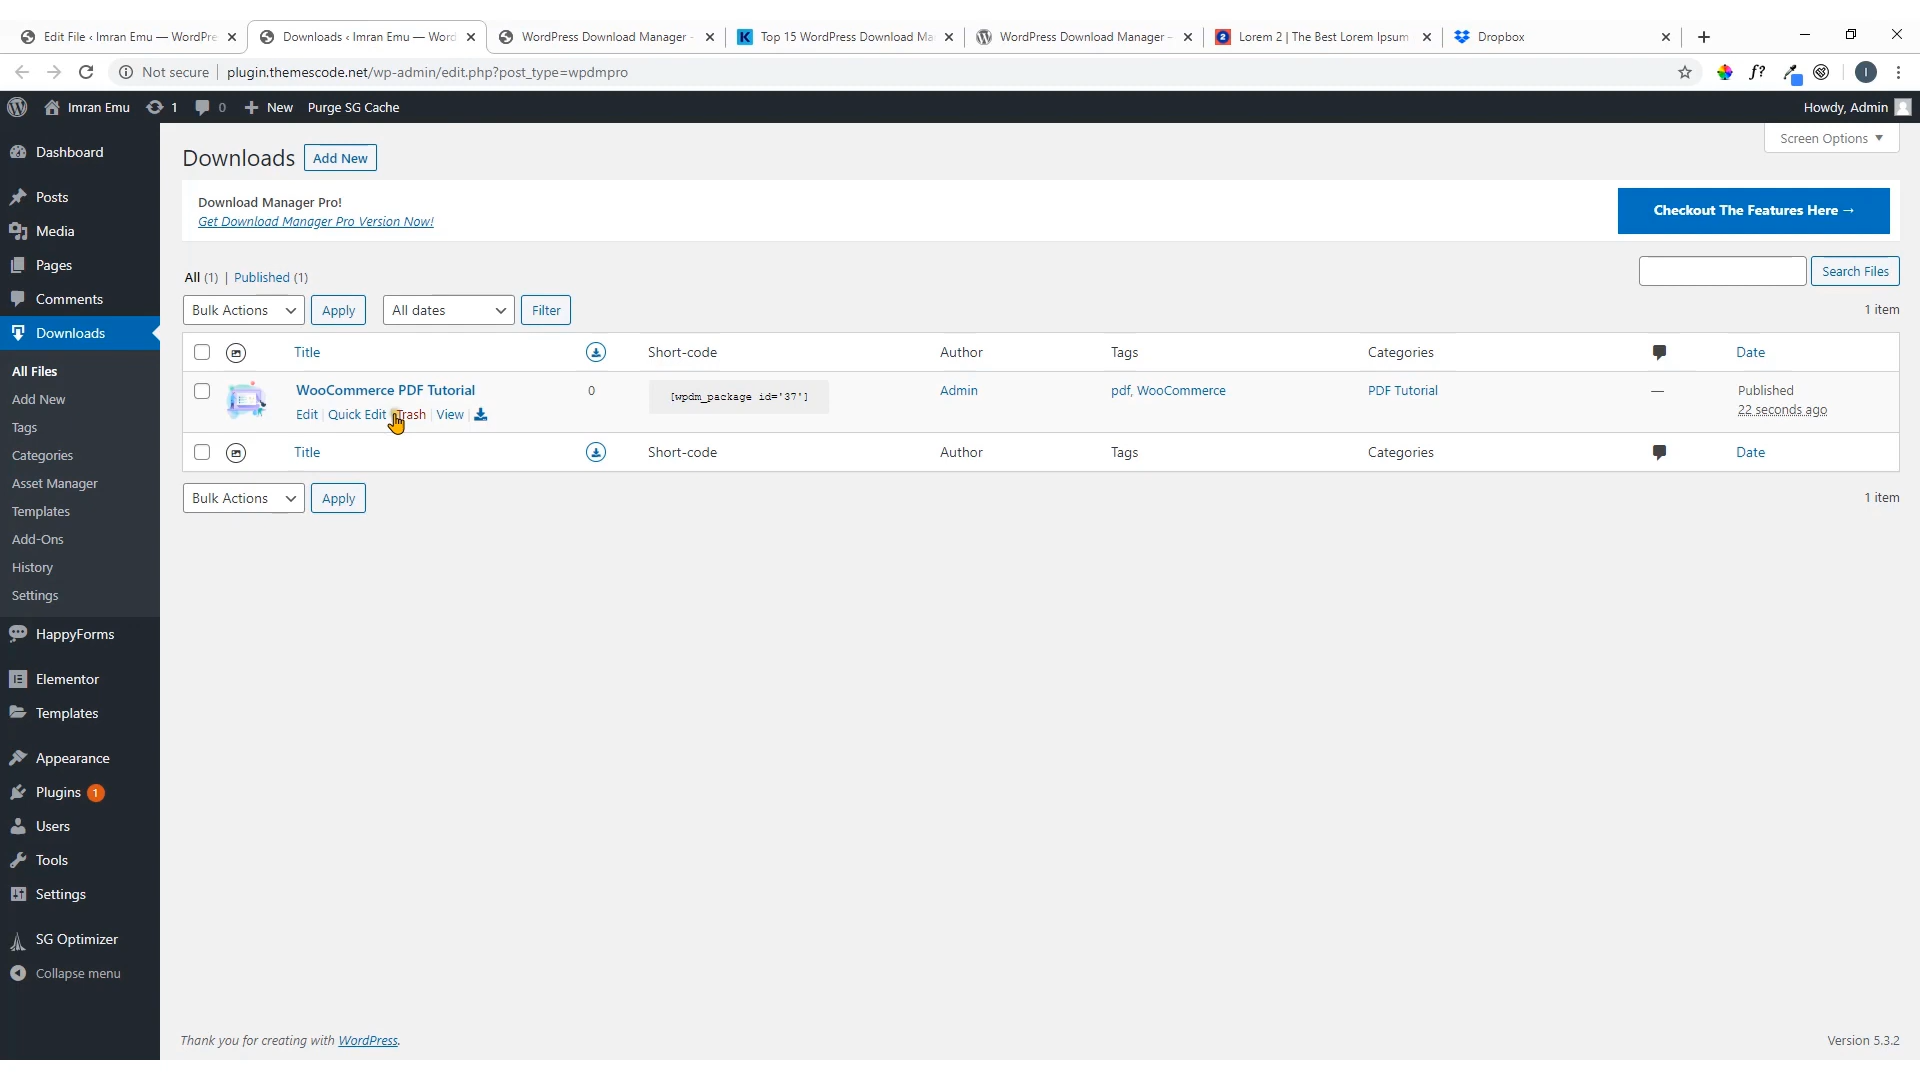 Edit File ‹ Imran Emu — WordPre
Downloads ‹ Imran Emu — Word
WordPress Download Manager -
Top 15 WordPress Download Ma
WordPress Download Manager –
Lorem 2 | The Best Lorem Ipsum
Dropbox
Not secure
plugin.themescode.net/wp-admin/edit.php?post_type=wpdmpro
f?
I
Imran Emu
1
0
New
Purge SG Cache
Howdy, Admin
Dashboard
Posts
Media
Pages
Comments
Downloads
All Files
Add New
Tags
Categories
Asset Manager
Templates
Add-Ons
History
Settings
HappyForms
Elementor
Templates
Appearance
Plugins 1
Users
Tools
Settings
SG Optimizer
Collapse menu
Screen Options
Downloads Add New
Download Manager Pro!
Get Download Manager Pro Version Now!
Checkout The Features Here →
All (1) | Published (1)
Search Files
Bulk Actions Apply All dates Filter
1 item
Title Short-code Author Tags Categories Date
WooCommerce PDF Tutorial 0 [wpdm_package id='37'] Admin pdf, WooCommerce PDF Tutorial — Published
Edit | Quick Edit | Trash | View | 22 seconds ago
Title Short-code Author Tags Categories Date
Bulk Actions Apply
1 item
Thank you for creating with WordPress.
Version 5.3.2